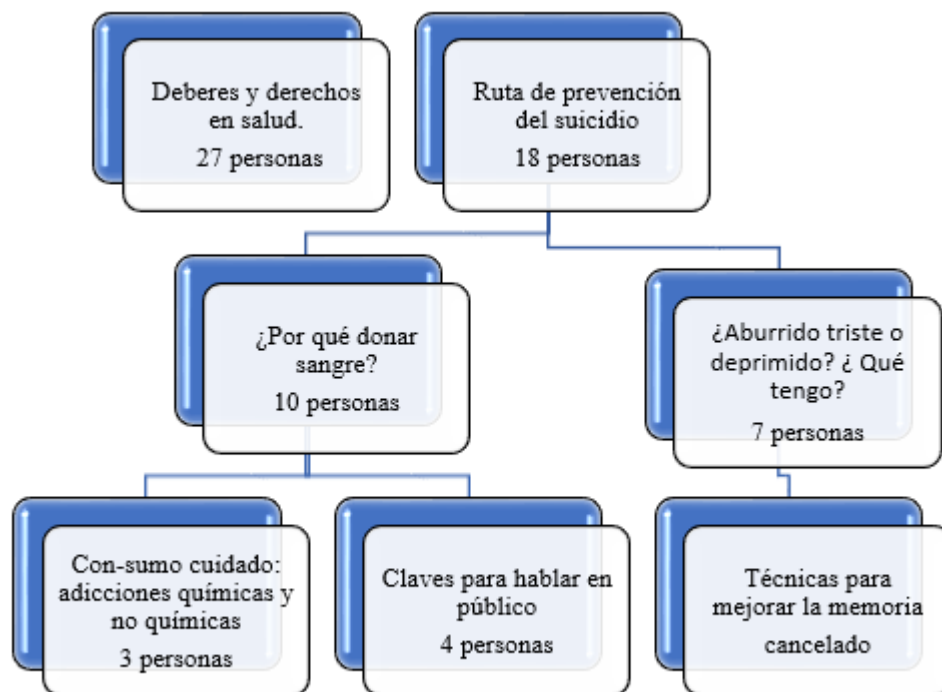 Deberes y derechos
en salud.
27 personas
Ruta de prevención
del suicidio
18 personas
¿Por qué donar
sangre?
10 personas
¿Aburrido triste o
deprimido? ¿ Qué
tengo?
7 personas
Con-sumo cuidado:
adicciones químicas y
no químicas
3 personas
Claves para hablar en
público
4 personas
Técnicas para
mejorar la memoria
cancelado